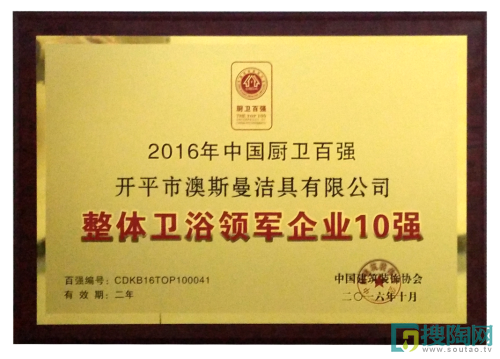 厨卫百强
2016年中国厨卫百强
开平市澳斯曼洁具有限公司
整体卫浴领军企业10强
百强编号：CDKB16TOP100041
有 效 期：二年
中国建筑装饰协会
二〇一六年十月
搜陶网
www.soutao.tv